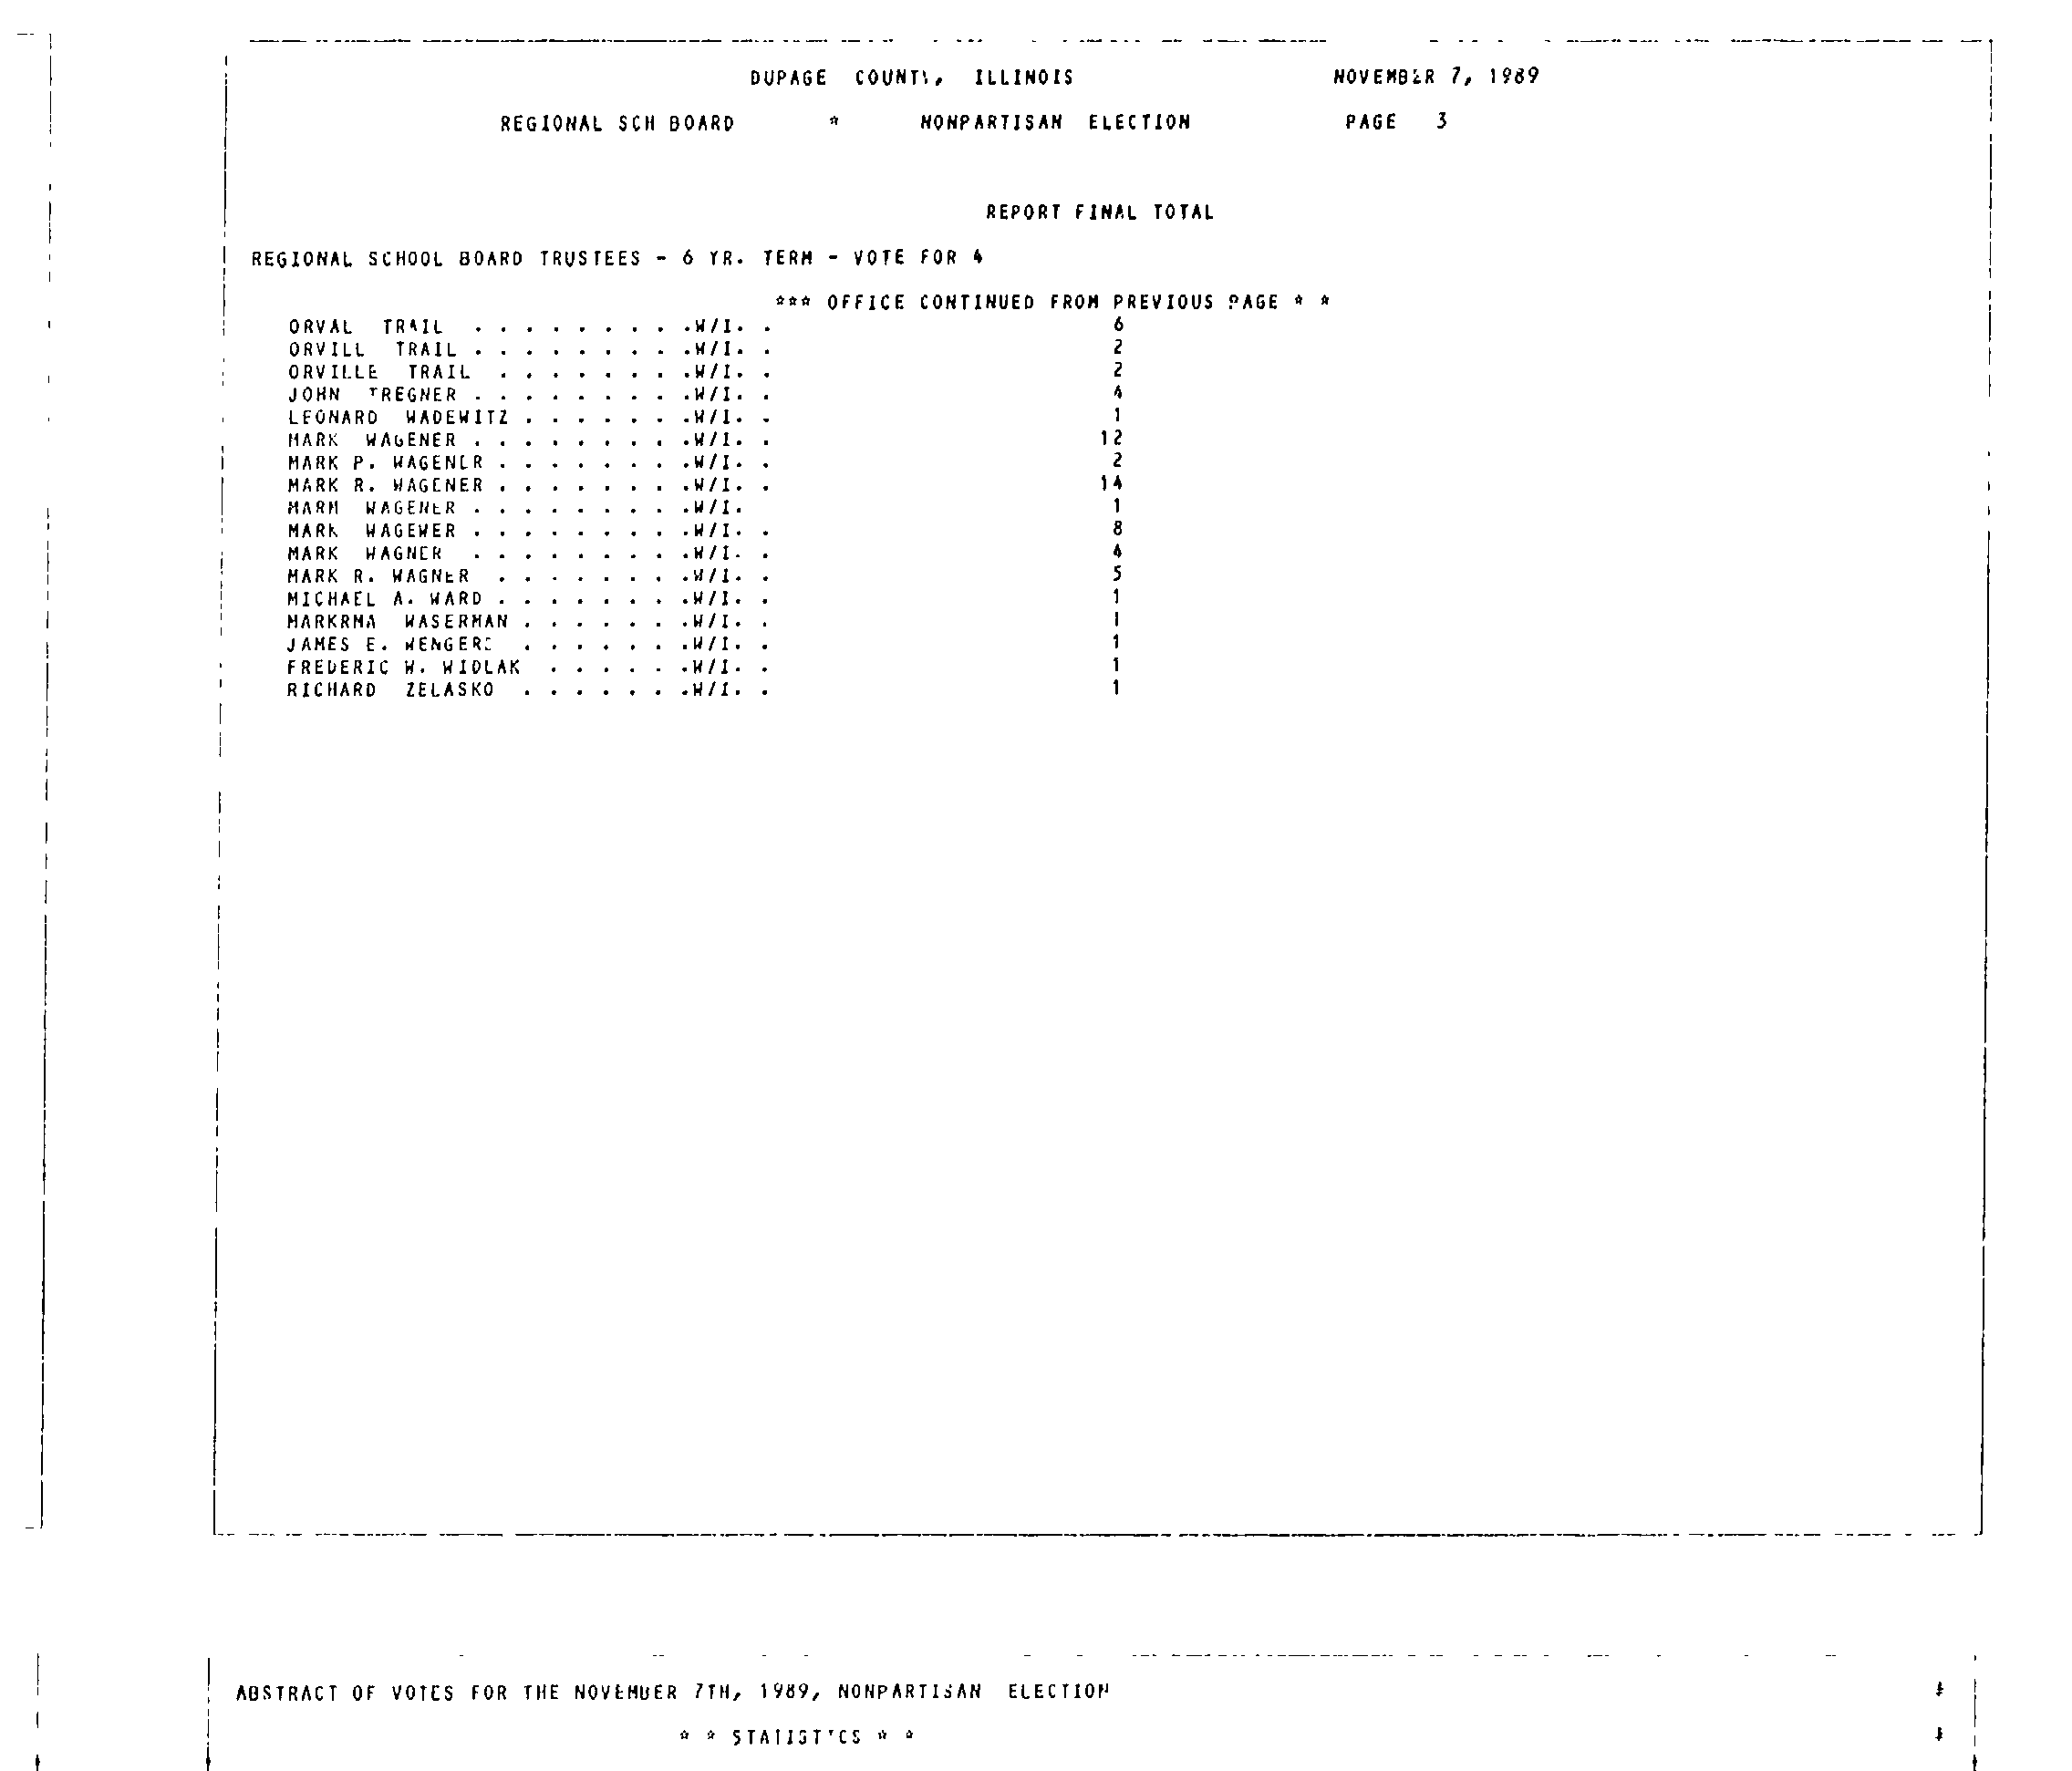 DUPAGE COUNTY, ILLINOIS NOVEMBER 7, 1989
REGIONAL SCH BOARD * NONPARTISAN ELECTION PAGE 3
REPORT FINAL TOTAL
REGIONAL SCHOOL BOARD TRUSTEES - 6 YR. TERM - VOTE FOR 4
*** OFFICE CONTINUED FROM PREVIOUS PAGE * *
ORVAL TRAIL . . . . . . . . .W/I. . 6
ORVILL TRAIL . . . . . . . . .W/I. . 2
ORVILLE TRAIL . . . . . . . .W/I. . 2
JOHN TREGNER . . . . . . . . .W/I. . 4
LEONARD WADEWITZ . . . . . . .W/I. . 1
MARK WAGENER . . . . . . . . .W/I. . 12
MARK P. WAGENER . . . . . . . .W/I. . 2
MARK R. WAGENER . . . . . . . .W/I. . 14
MARM WAGENER . . . . . . . . .W/I. 1
MARK WAGEWER . . . . . . . . .W/I. . 8
MARK WAGNER . . . . . . . . .W/I. . 4
MARK R. WAGNER . . . . . . . .W/I. . 5
MICHAEL A. WARD . . . . . . . .W/I. . 1
MARKRMA WASERMAN . . . . . . .W/I. . 1
JAMES E. . . . . . . .W/I. . 1
FREDERIC W. WIDLAK . . . . . .W/I. . 1
RICHARD ZELASKO . . . . . . .W/I. . 1
ABSTRACT OF VOTES FOR THE NOVEMBER 7TH, 1989, NONPARTISAN ELECTION
* * STATISTICS * *